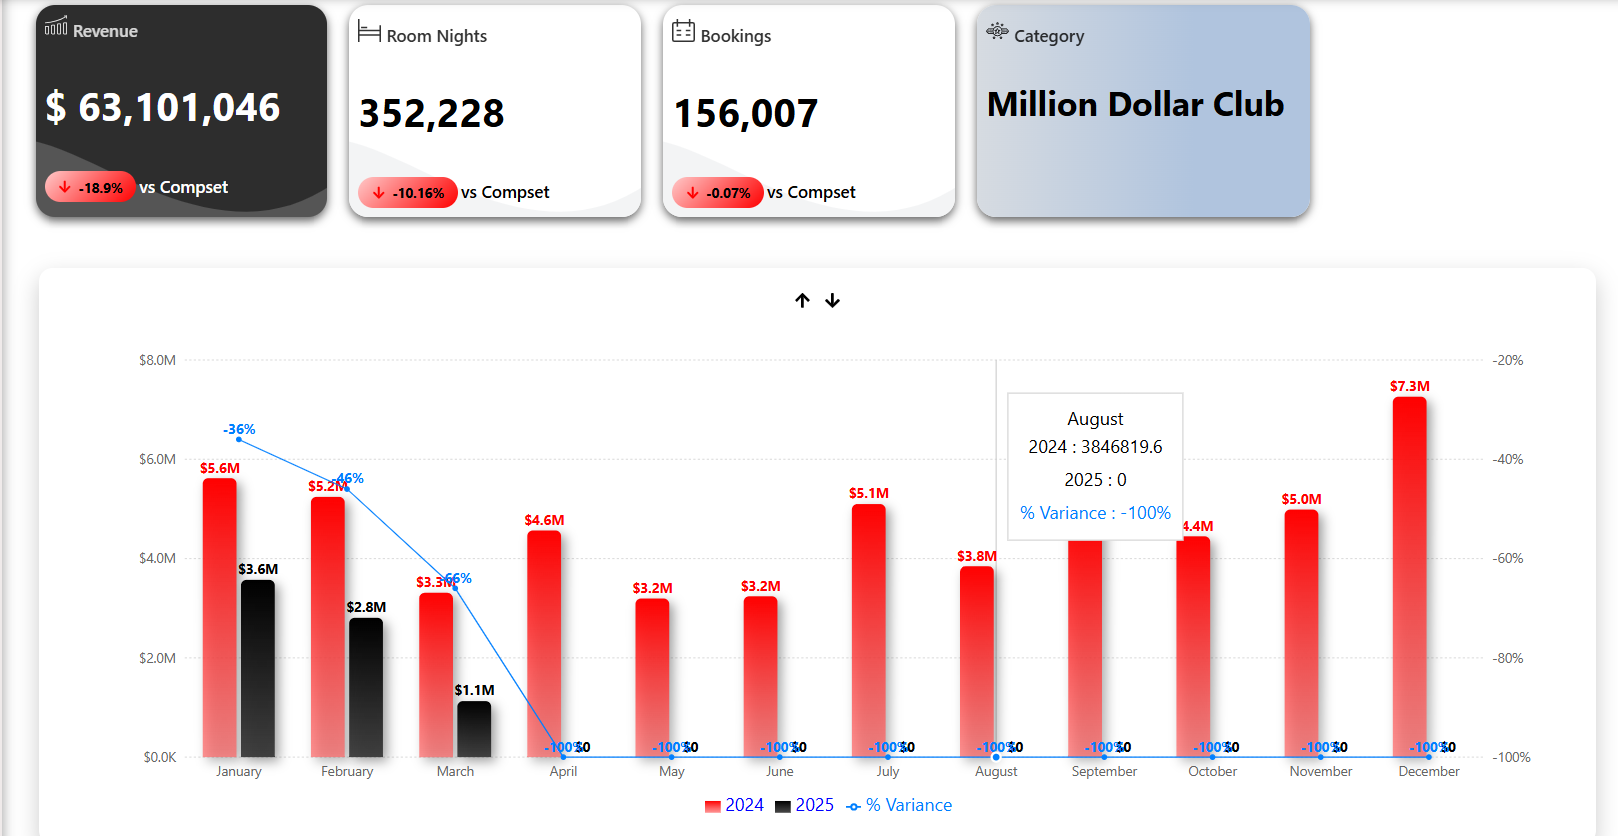 Revenue
$ 63,101,046
-18.9% vs Compset
Room Nights
352,228
-10.16% vs Compset
Bookings
156,007
-0.07% vs Compset
Category
Million Dollar Club
$8.0M
$6.0M
$4.0M
$2.0M
$0.0K
-20%
-40%
-60%
-80%
-100%
$5.6M
$5.2M
$3.3M
$4.6M
$3.2M
$3.2M
$5.1M
$3.8M
4.4M
$5.0M
$7.3M
$3.6M
$2.8M
$1.1M
-36%
-46%
-66%
-100% $0
-100% $0
-100% $0
-100% $0
-100% $0
-100% $0
-100% $0
-100% $0
-100% $0
August
2024 : 3846819.6
2025 : 0
% Variance : -100%
January February March April May June July August September October November December
2024 2025 % Variance